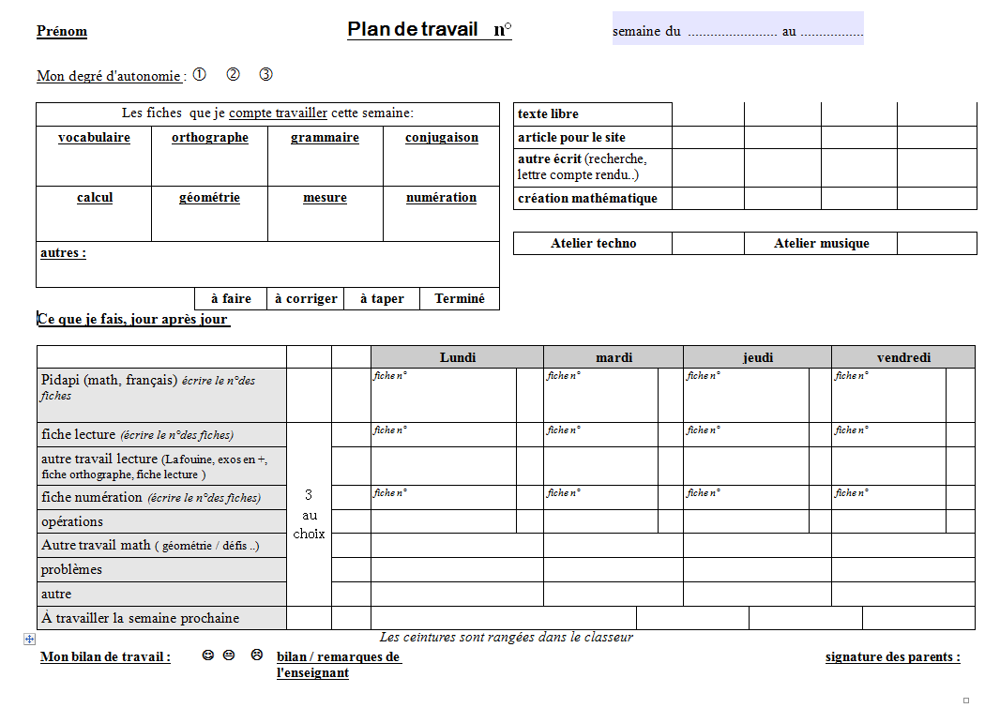 Prénom
Plan de travail n°
semaine du .......................... au ..................
Mon degré d'autonomie : ① ② ③
Les fiches que je compte travailler cette semaine:
vocabulaire orthographe grammaire conjugaison
calcul géométrie mesure numération
autres :
à faire à corriger à taper Terminé
texte libre
article pour le site
autre écrit (recherche,
lettre compte rendu..)
création mathématique
Atelier techno Atelier musique
Ce que je fais, jour après jour
Lundi mardi jeudi vendredi
Pidapi (math, français) écrire le n°des
fiches
fiche n° fiche n° fiche n° fiche n°
fiche lecture (écrire le n°des fiches)
fiche n° fiche n° fiche n° fiche n°
autre travail lecture (Lafouine, exos en +,
fiche orthographe, fiche lecture )
fiche numération (écrire le n°des fiches)
fiche n° fiche n° fiche n° fiche n°
opérations
Autre travail math ( géométrie / défis ..)
problèmes
autre
3
au
choix
À travailler la semaine prochaine
Les ceintures sont rangées dans le classeur
Mon bilan de travail : 
bilan / remarques de
l'enseignant
signature des parents :